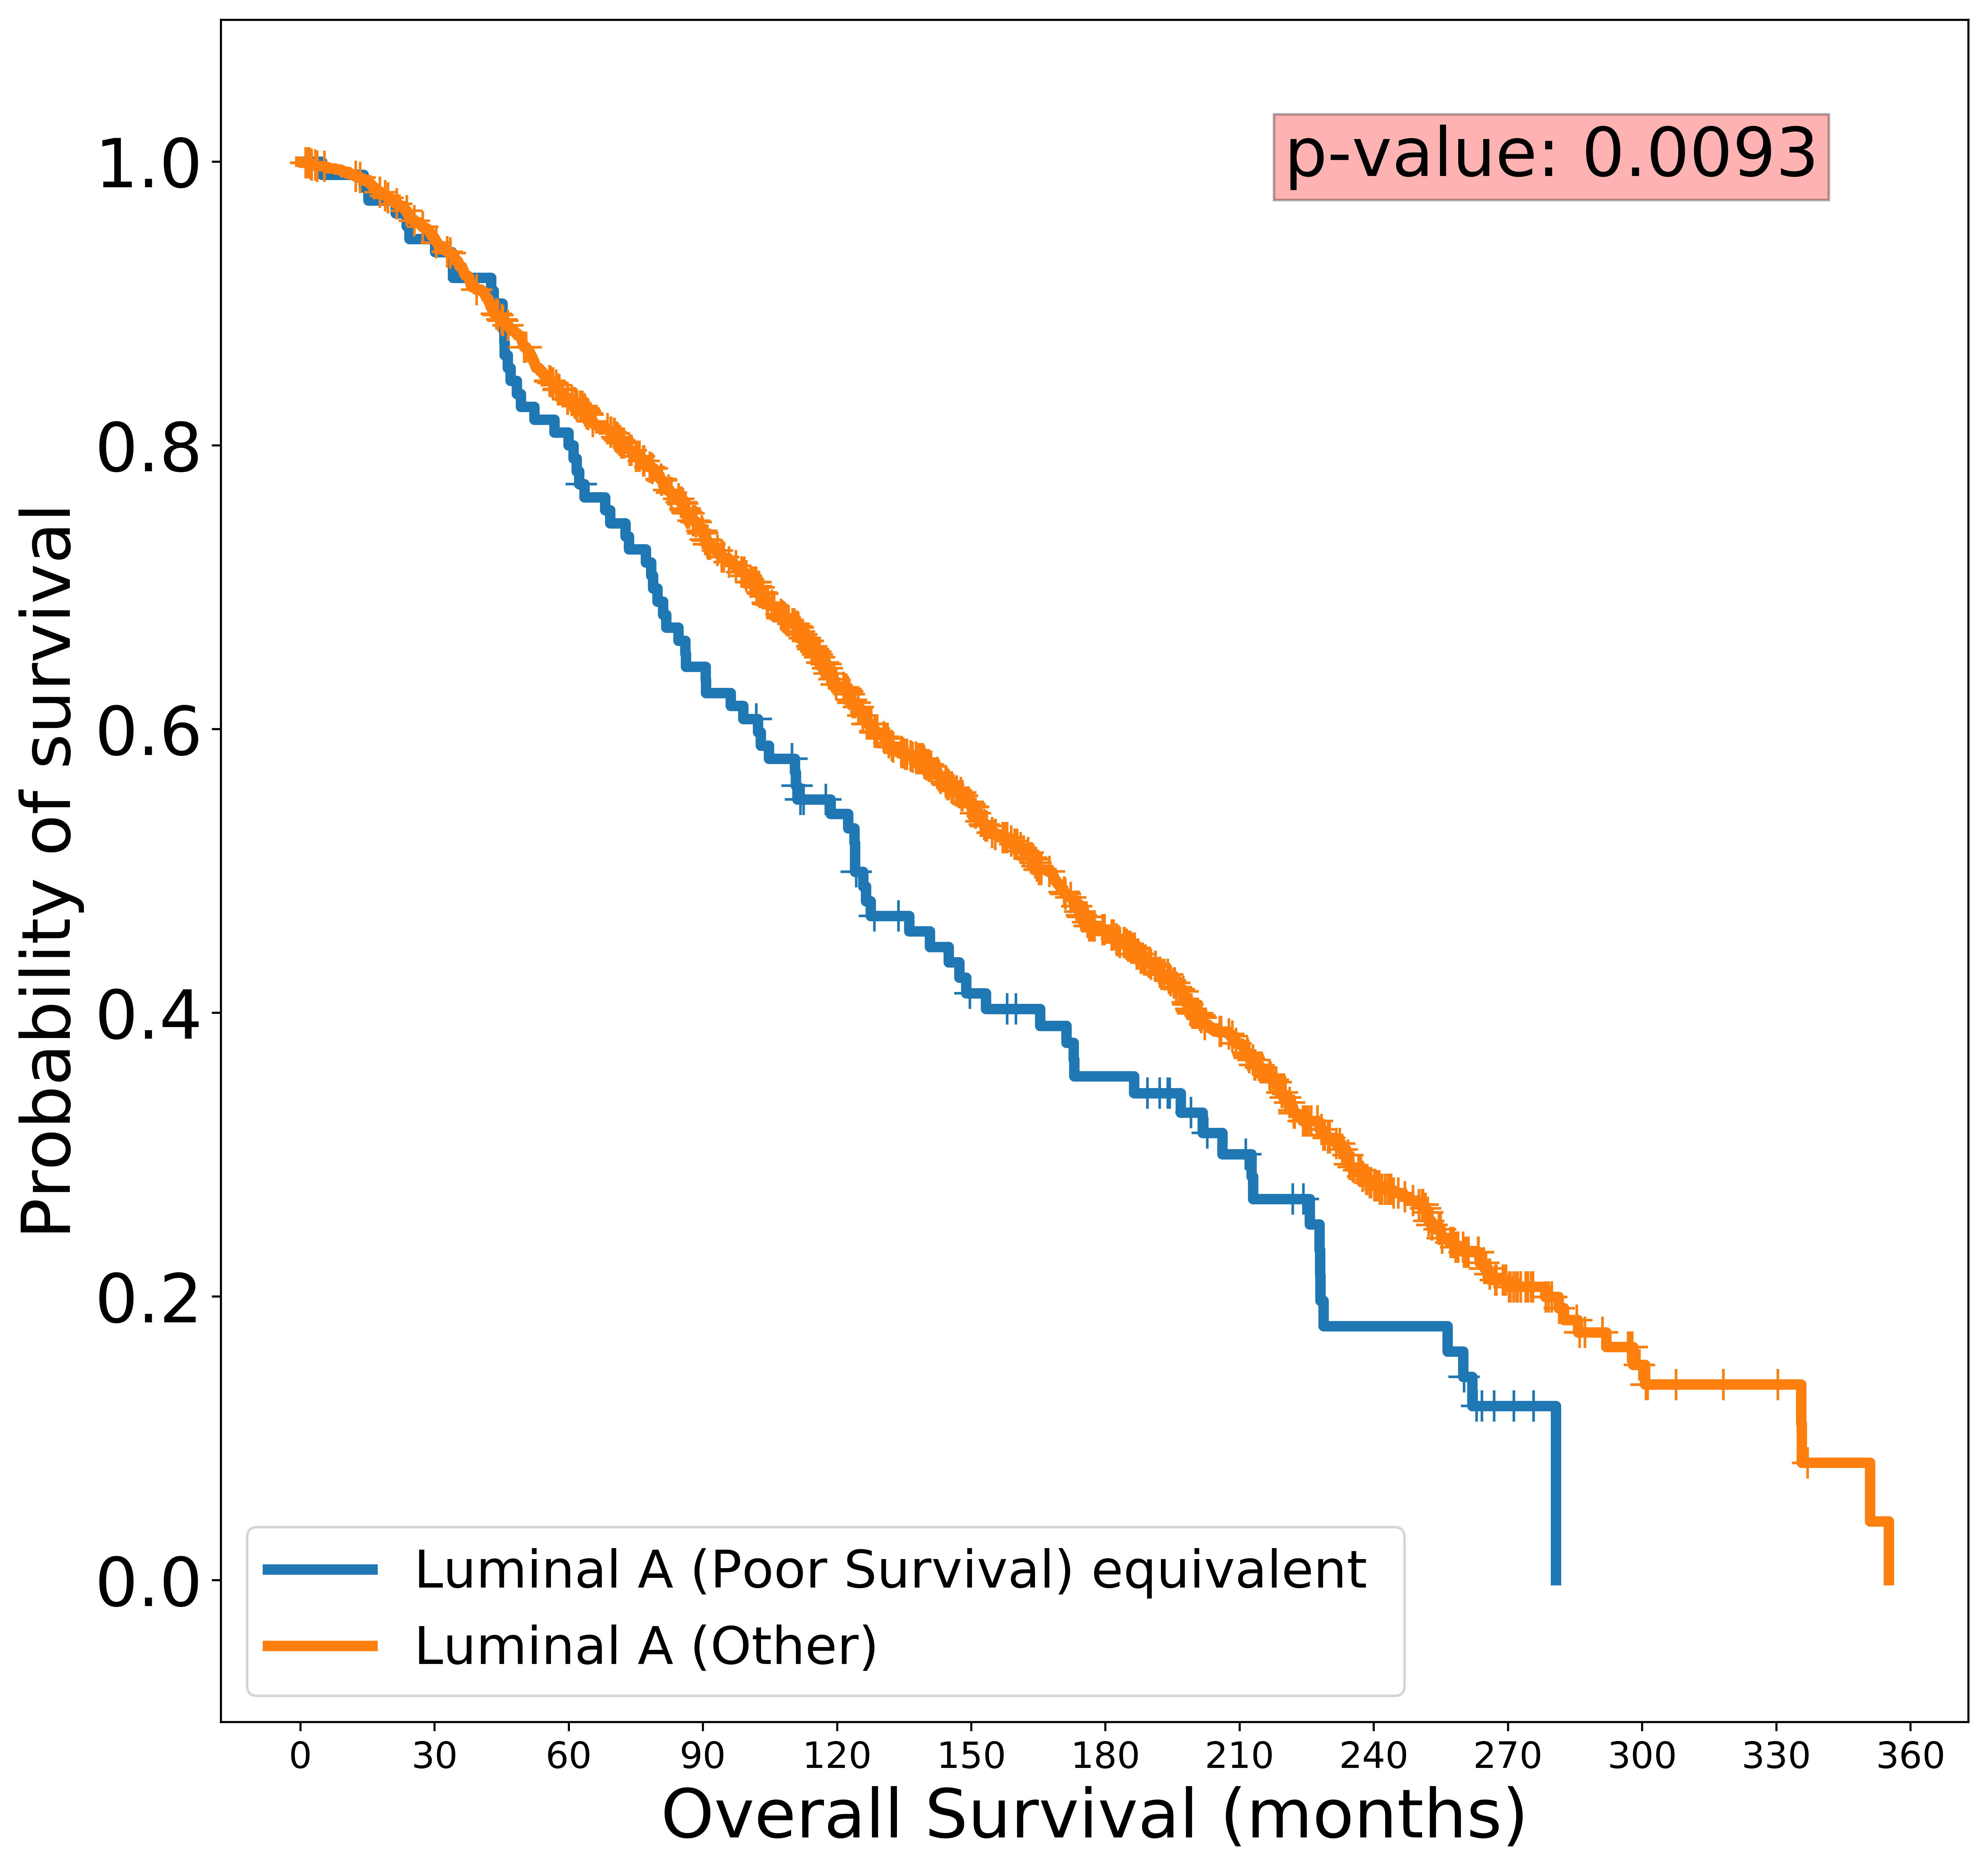 p-value: 0.0093
1.0
0.8
0.6
0.4
0.2
0.0
Probability of survival
Luminal A (Poor Survival) equivalent
Luminal A (Other)
0 30 60 90 120 150 180 210 240 270 300 330 360
Overall Survival (months)